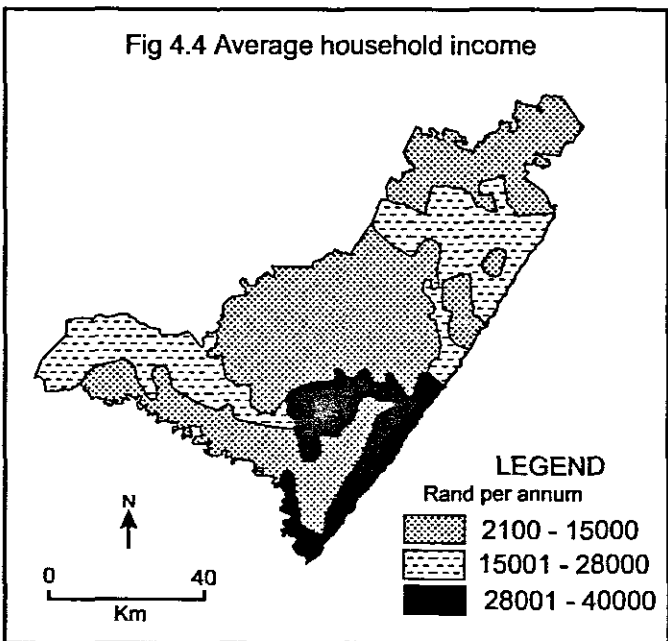 Fig 4.4 Average household income
LEGEND
Rand per annum
2100 - 15000
15001 - 28000
28001 - 40000
N
0 40
Km